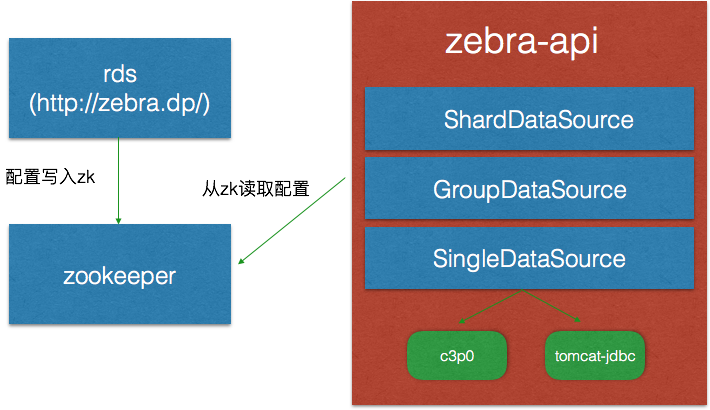 rds
(http://zebra.dp/)
配置写入zk
zookeeper
从zk读取配置
zebra-api
ShardDataSource
GroupDataSource
SingleDataSource
c3p0
tomcat-jdbc